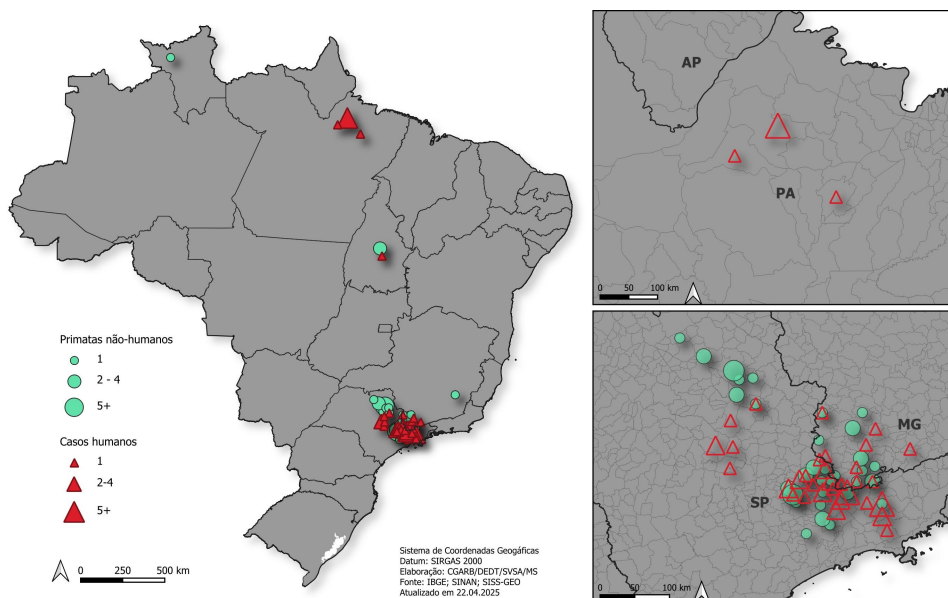 AP
PA
0 50 100 km
Primatas não-humanos
1
2 - 4
5+
Casos humanos
1
2-4
5+
0 250 500 km
Sistema de Coordenadas Geográficas
Datum: SIRGAS 2000
Elaboração: CGARB/DEDT/SVSA/MS
Fonte: IBGE; SINAN; SISS-GEO
Atualizado em 22.04.2025
MG
SP
0 50 100 km